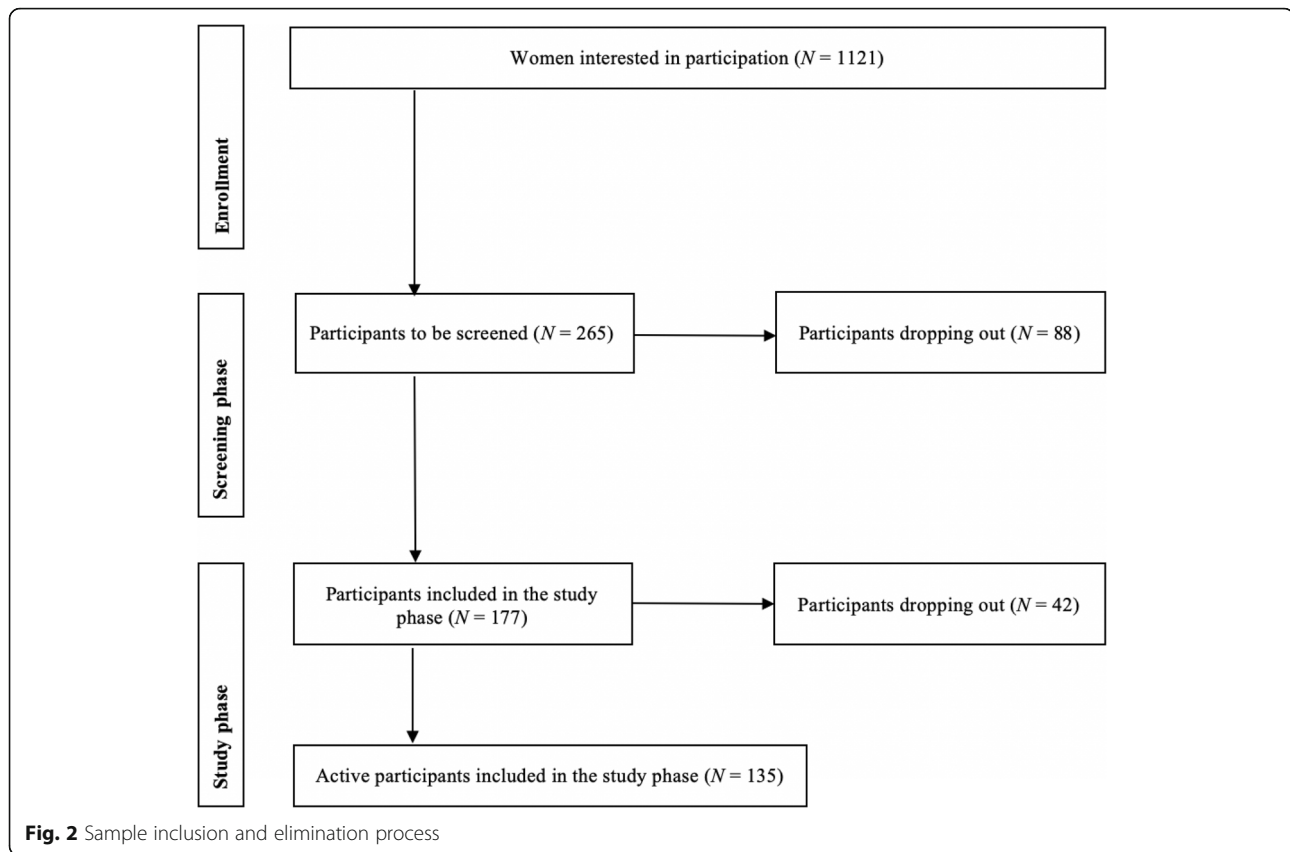 Enrollment
Women interested in participation (N = 1121)
Screening phase
Participants to be screened (N = 265)
Participants dropping out (N = 88)
Study phase
Participants included in the study
phase (N = 177)
Participants dropping out (N = 42)
Active participants included in the study phase (N = 135)
Fig. 2 Sample inclusion and elimination process